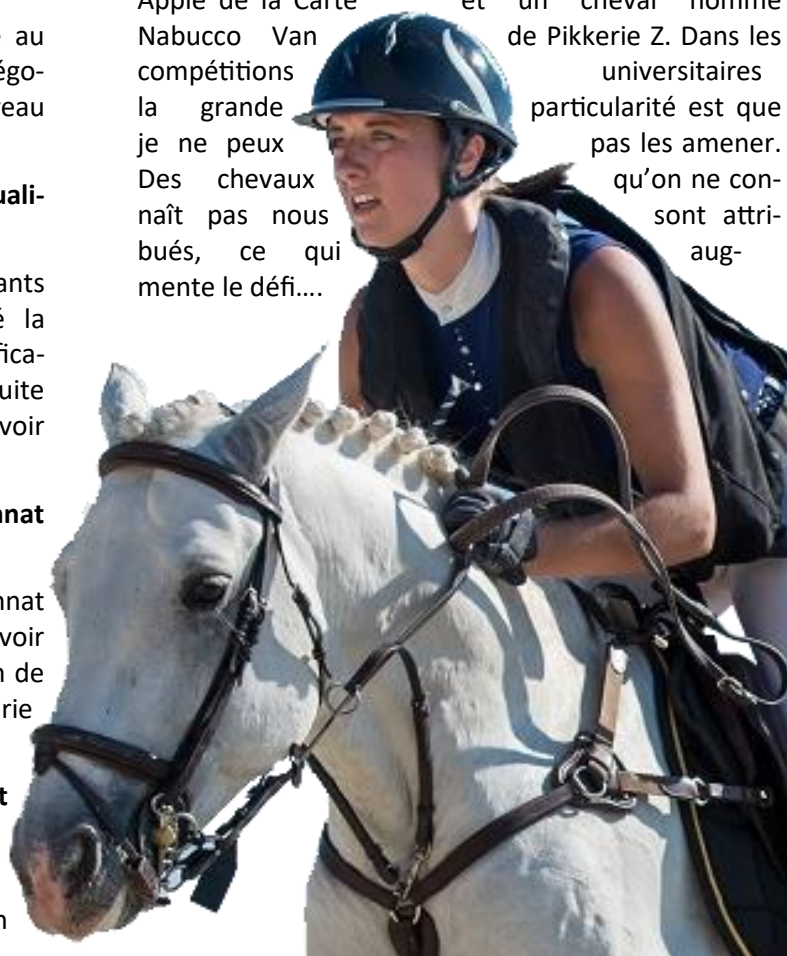 au
égo-
eau
uali-
ants
é la
fica-
uite
voir
nat
nnat
voir
n de
rie
t
n
Apple de la Carte et un cheval nommé
Nabucco Van de Pikkerie Z. Dans les
compétitions universitaires
la grande particularité est que
je ne peux pas les amener.
Des chevaux qu'on ne con-
naît pas nous sont attri-
bués, ce qui aug-
mente le défi….